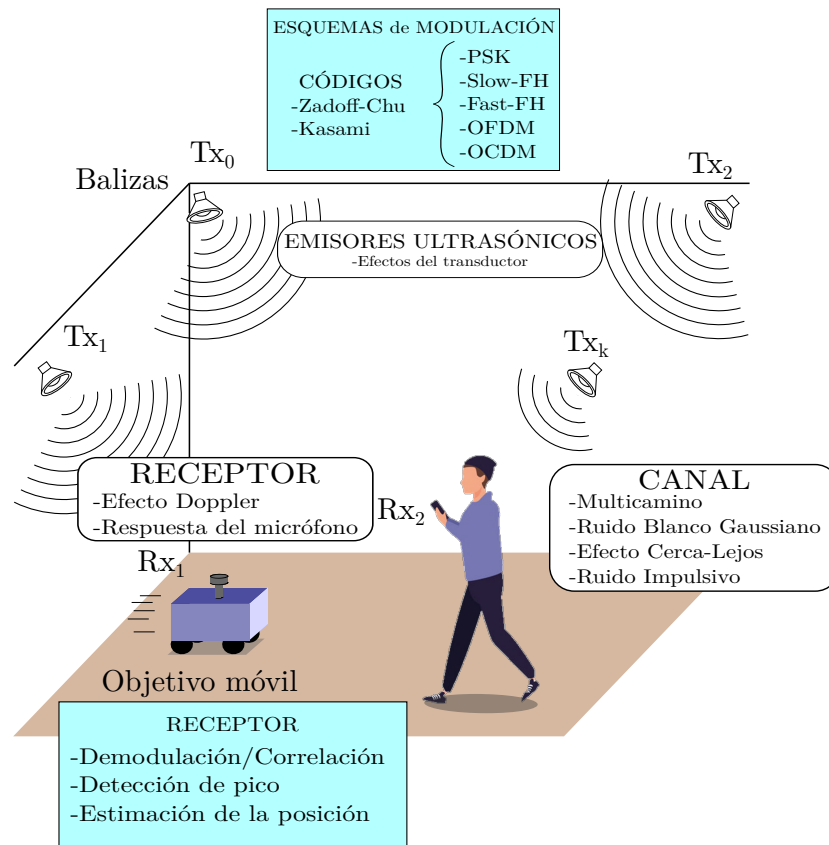 ESQUEMAS de MODULACIÓN
CÓDIGOS
-Zadoff-Chu
-Kasami
-PSK
-Slow-FH
-Fast-FH
-OFDM
-OCDM
Tx0
Tx2
Balizas
EMISORES ULTRASÓNICOS
-Efectos del transductor
Tx1
Txk
RECEPTOR
-Efecto Doppler
-Respuesta del micrófono
Rx2
CANAL
-Multicamino
-Ruido Blanco Gaussiano
-Efecto Cerca-Lejos
-Ruido Impulsivo
Rx1
Objetivo móvil
RECEPTOR
-Demodulación/Correlación
-Detección de pico
-Estimación de la posición